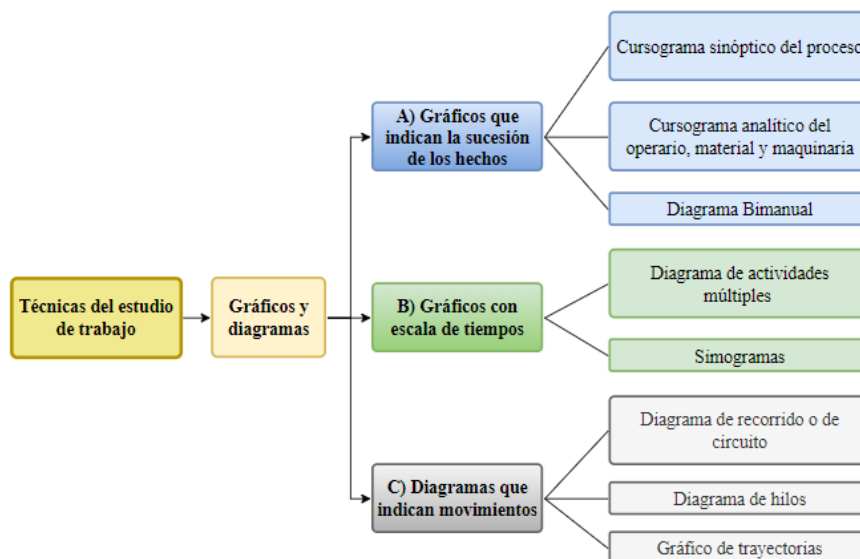 Técnicas del estudio
de trabajo
Gráficos y
diagramas
A) Gráficos que
indican la sucesión
de los hechos
Cursograma sinóptico del proceso
Cursograma analítico del
operario, material y maquinaria
Diagrama Bimanual
B) Gráficos con
escala de tiempos
Diagrama de actividades
múltiples
Simogramas
C) Diagramas que
indican movimientos
Diagrama de recorrido o de
circuito
Diagrama de hilos
Gráfico de trayectorias